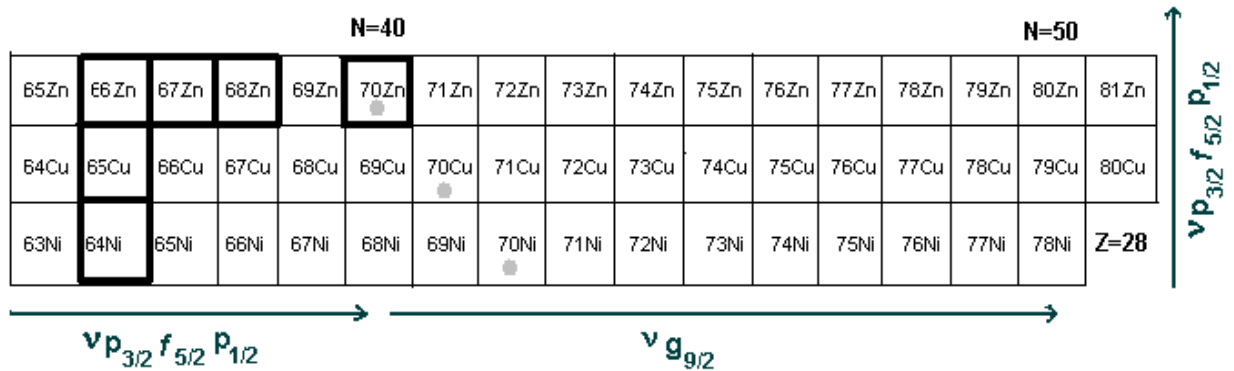 N=40 N=50
65Zn 66Zn 67Zn 68Zn 69Zn 70Zn 71Zn 72Zn 73Zn 74Zn 75Zn 76Zn 77Zn 78Zn 79Zn 80Zn 81Zn
64Cu 65Cu 66Cu 67Cu 68Cu 69Cu 70Cu 71Cu 72Cu 73Cu 74Cu 75Cu 76Cu 77Cu 78Cu 79Cu 80Cu
63Ni 64Ni 65Ni 66Ni 67Ni 68Ni 69Ni 70Ni 71Ni 72Ni 73Ni 74Ni 75Ni 76Ni 77Ni 78Ni Z=28
ν p3/2 f5/2 p1/2
ν g9/2
ν p3/2 f5/2 p1/2